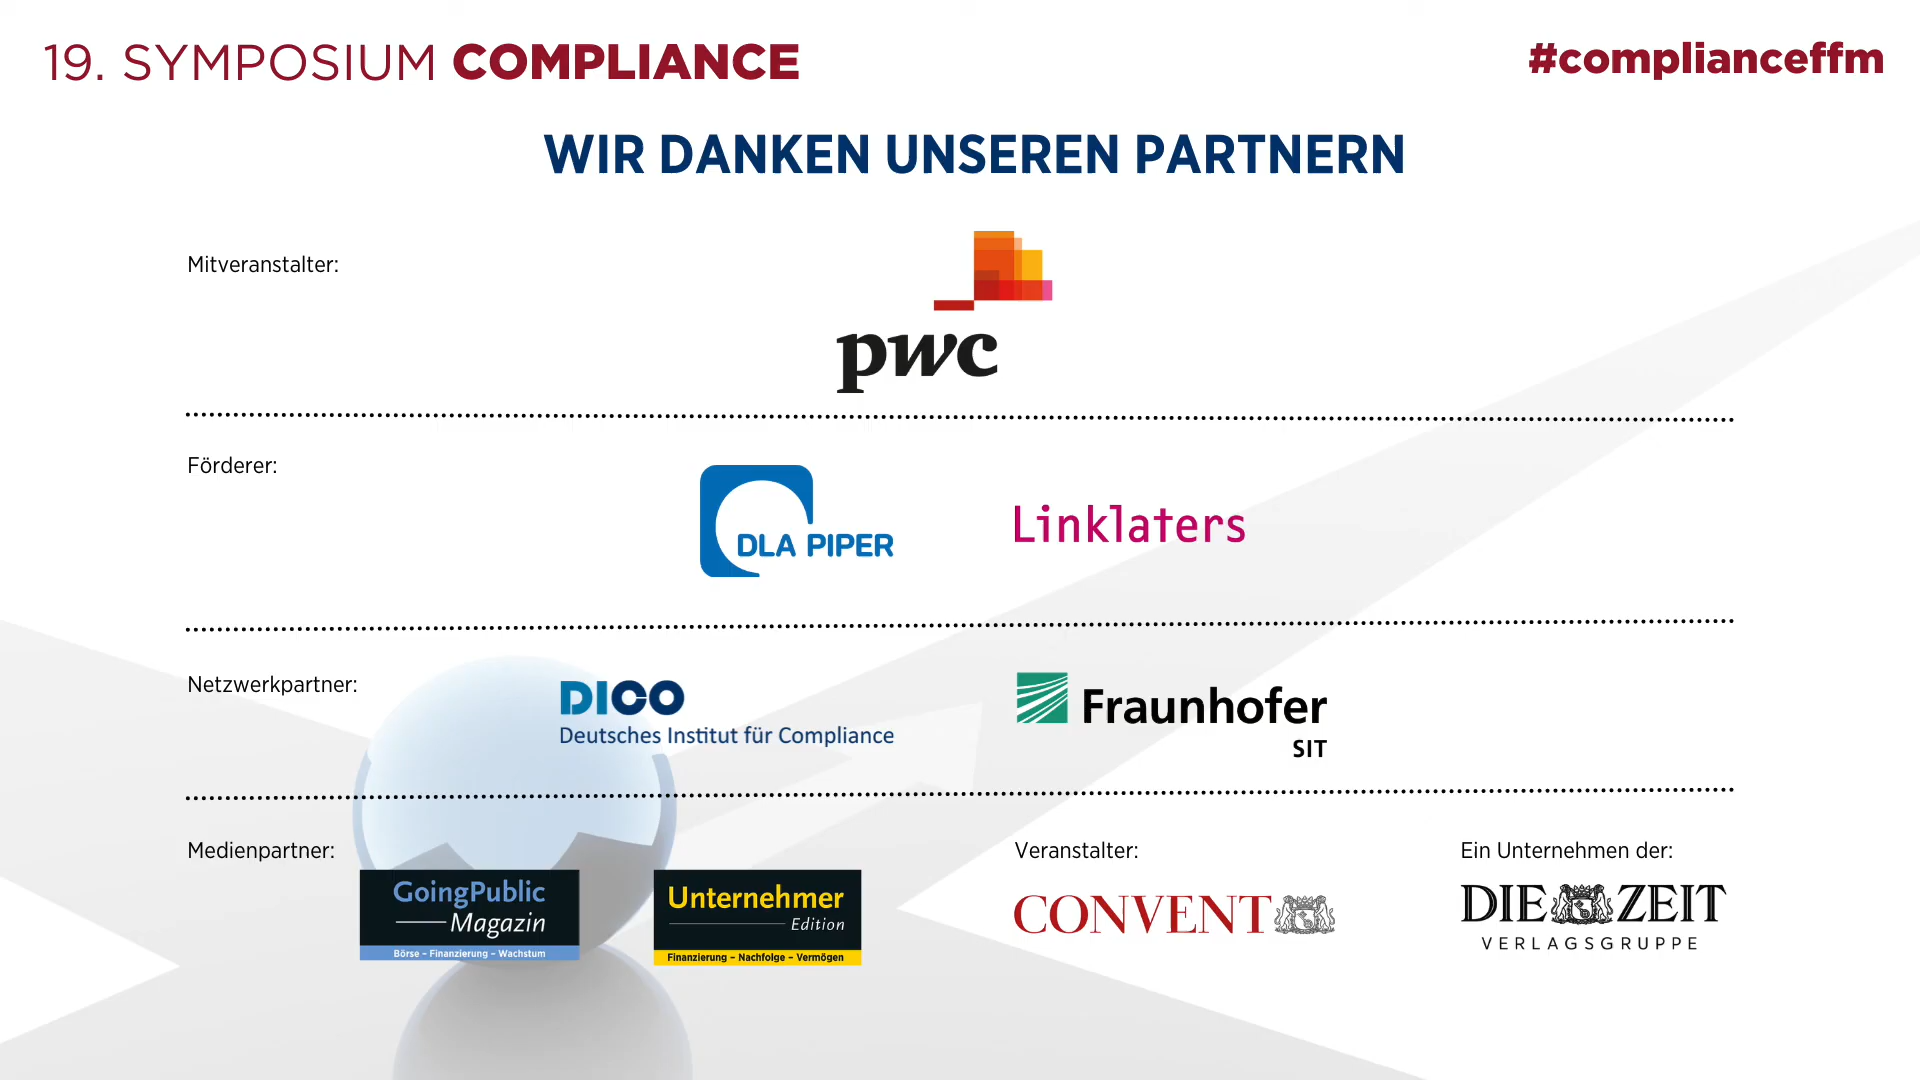 19. SYMPOSIUM COMPLIANCE
#complianceffm
WIR DANKEN UNSEREN PARTNERN
Mitveranstalter:
pwc
Förderer:
DLA PIPER
Linklaters
Netzwerkpartner:
DICO
Deutsches Institut für Compliance
Fraunhofer
SIT
Medienpartner:
GoingPublic
Magazin
Börse – Finanzierung – Wachstum
Unternehmer
Edition
Finanzierung – Nachfolge – Vermögen
Veranstalter:
CONVENT
Ein Unternehmen der:
DIE ZEIT
VERLAGSGRUPPE